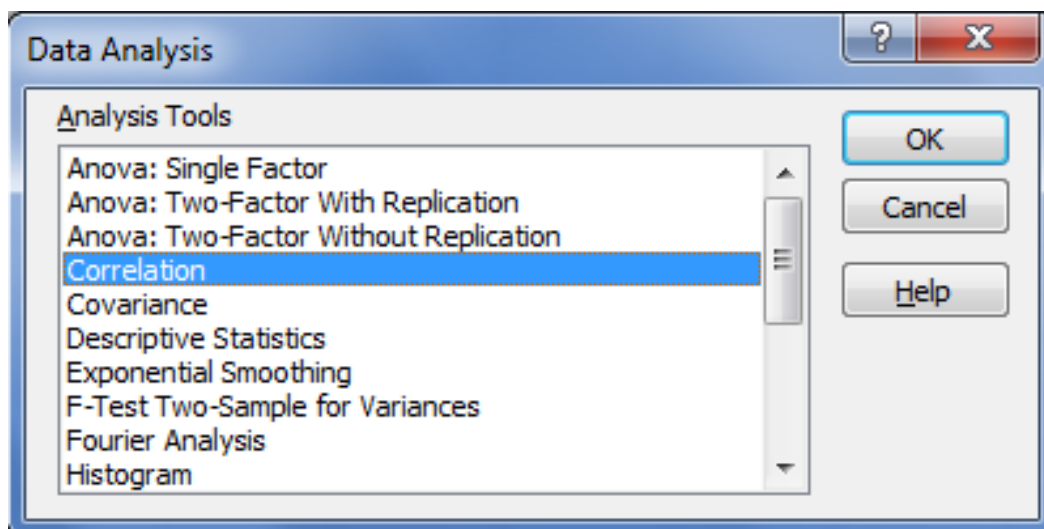 Data Analysis
?
X
Analysis Tools
Anova: Single Factor
Anova: Two-Factor With Replication
Anova: Two-Factor Without Replication
Correlation
Covariance
Descriptive Statistics
Exponential Smoothing
F-Test Two-Sample for Variances
Fourier Analysis
Histogram
OK
Cancel
Help